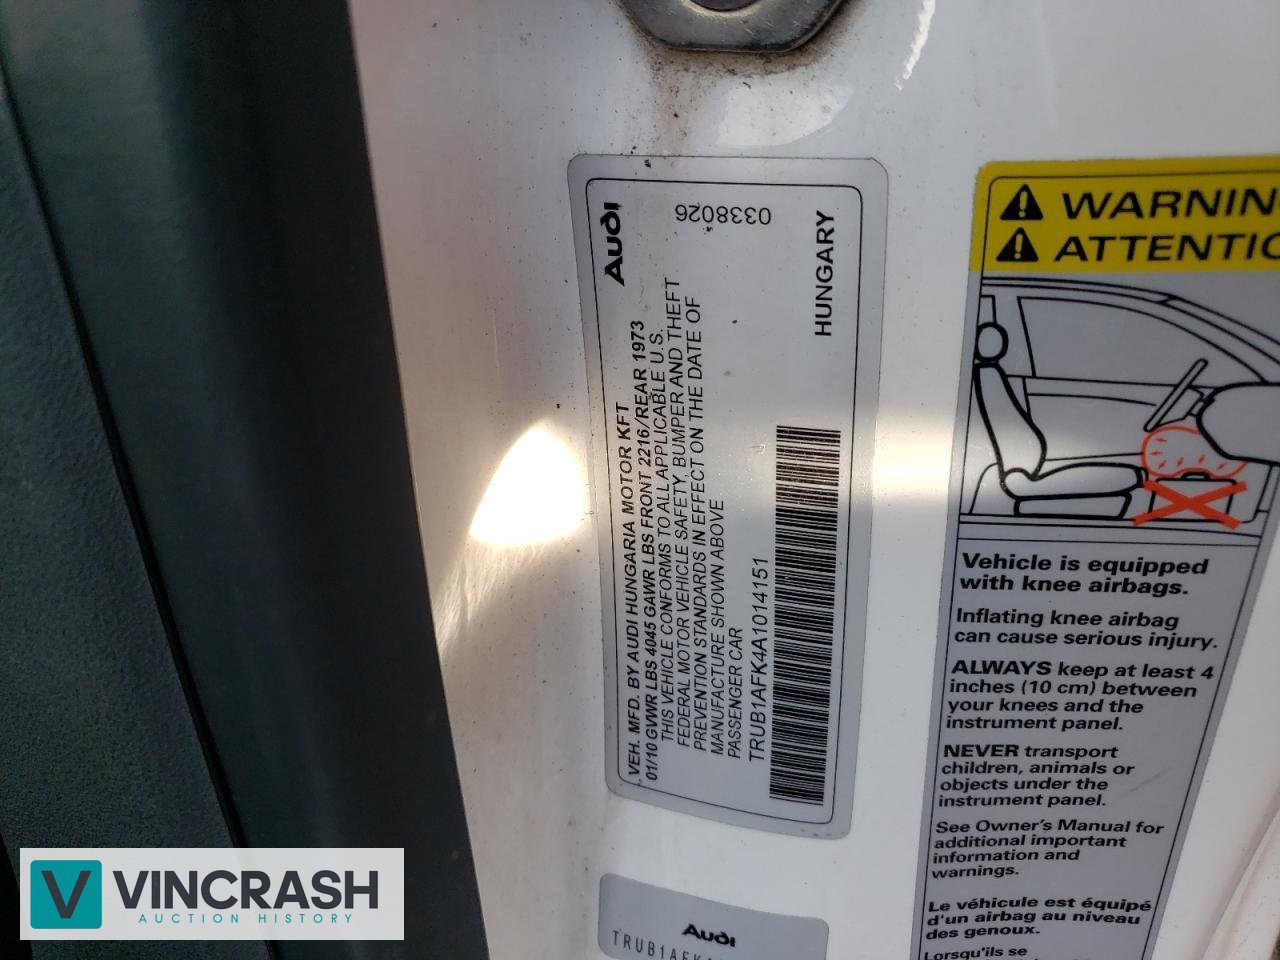 Audi
0338026
HUNGARY
VEH. MFD. BY AUDI HUNGARIA MOTOR KFT
01/10 GVWR LBS 4045 GAWR LBS FRONT 2216/REAR 1973
THIS VEHICLE CONFORMS TO ALL APPLICABLE U.S.
FEDERAL MOTOR VEHICLE SAFETY, BUMPER AND THEFT
PREVENTION STANDARDS IN EFFECT ON THE DATE OF
MANUFACTURE SHOWN ABOVE
PASSENGER CAR
TRUB1AFK4A1014151
WARNIN
ATTENTIO
Vehicle is equipped
with knee airbags.
Inflating knee airbag
can cause serious injury.
ALWAYS keep at least 4
inches (10 cm) between
your knees and the
instrument panel.
NEVER transport
children, animals or
objects under the
instrument panel.
See Owner's Manual for
additional important
information and
warnings.
Le véhicule est équipé
d'un airbag au niveau
des genoux.
Lorsqu'ils se
Audi
TRUB1AFK
V VINCRASH
AUCTION HISTORY